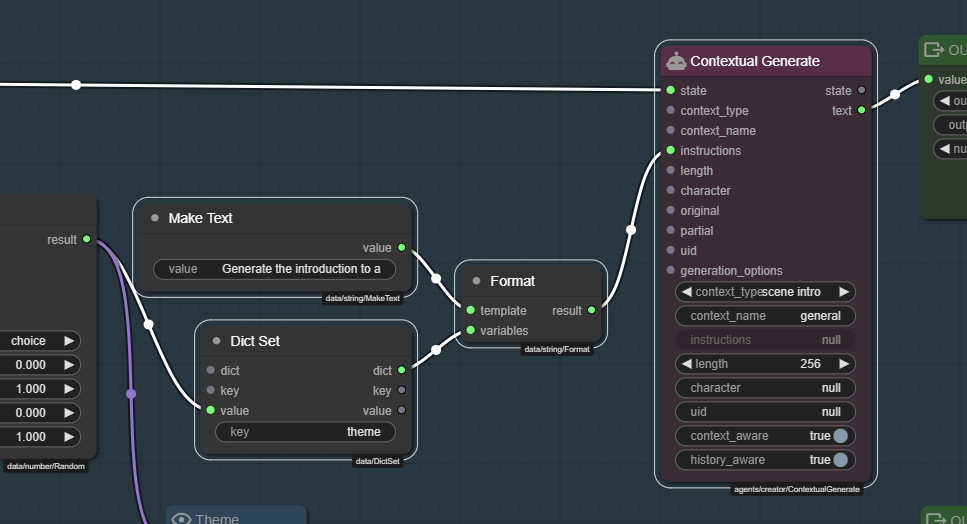 Contextual Generate
state
state
context_type
text
context_name
instructions
length
character
original
partial
uid
generation_options
context_type scene intro
context_name general
instructions null
length 256
character null
uid null
context_aware true
history_aware true
agents/creator/ContextualGenerate
value
result
choice
0.000
1.000
0.000
1.000
data/number/Random
Make Text
value
value Generate the introduction to a
data/string/MakeText
Dict Set
dict
dict
key
key
value
value
key theme
data/DictSet
Format
template
result
variables
data/string/Format
Theme